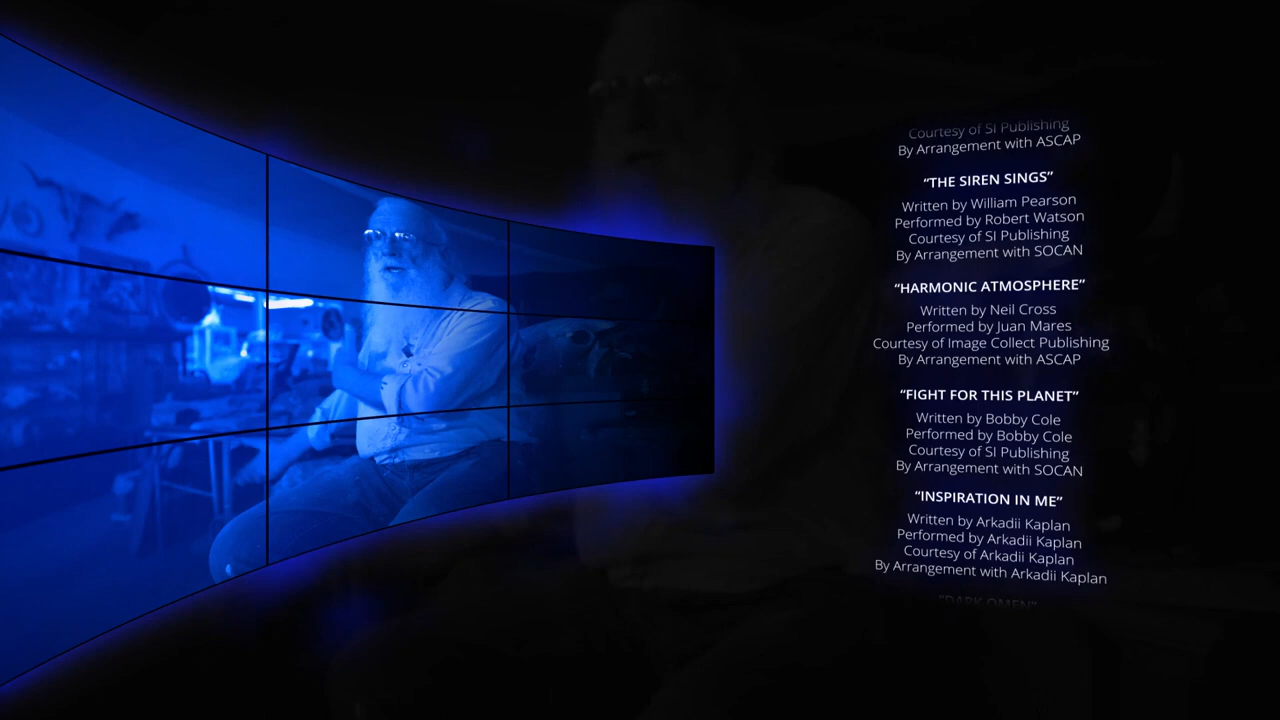 Courtesy of SI Publishing
By Arrangement with ASCAP
“THE SIREN SINGS”
Written by William Pearson
Performed by Robert Watson
Courtesy of SI Publishing
By Arrangement with SOCAN
“HARMONIC ATMOSPHERE”
Written by Neil Cross
Performed by Juan Mares
Courtesy of Image Collect Publishing
By Arrangement with ASCAP
“FIGHT FOR THIS PLANET”
Written by Bobby Cole
Performed by Bobby Cole
Courtesy of SI Publishing
By Arrangement with SOCAN
“INSPIRATION IN ME”
Written by Arkadii Kaplan
Performed by Arkadii Kaplan
Courtesy of Arkadii Kaplan
By Arrangement with Arkadii Kaplan
“DARK OMEN”